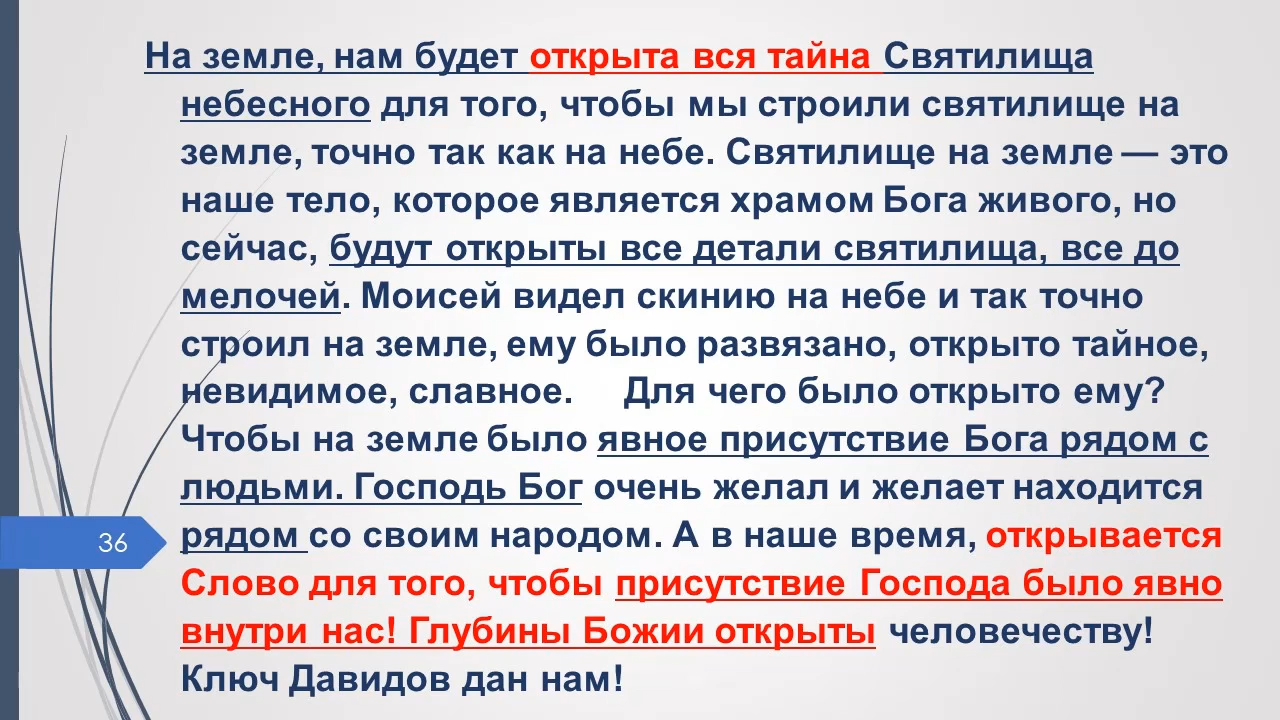 На земле, нам будет открыта вся тайна Святилища
небесного для того, чтобы мы строили святилище на
земле, точно так как на небе. Святилище на земле — это
наше тело, которое является храмом Бога живого, но
сейчас, будут открыты все детали святилища, все до
мелочей. Моисей видел скинию на небе и так точно
строил на земле, ему было развязано, открыто тайное,
невидимое, славное. Для чего было открыто ему?
Чтобы на земле было явное присутствие Бога рядом с
людьми. Господь Бог очень желал и желает находится
рядом со своим народом. А в наше время, открывается
36
Слово для того, чтобы присутствие Господа было явно
внутри нас! Глубины Божии открыты человечеству!
Ключ Давидов дан нам!